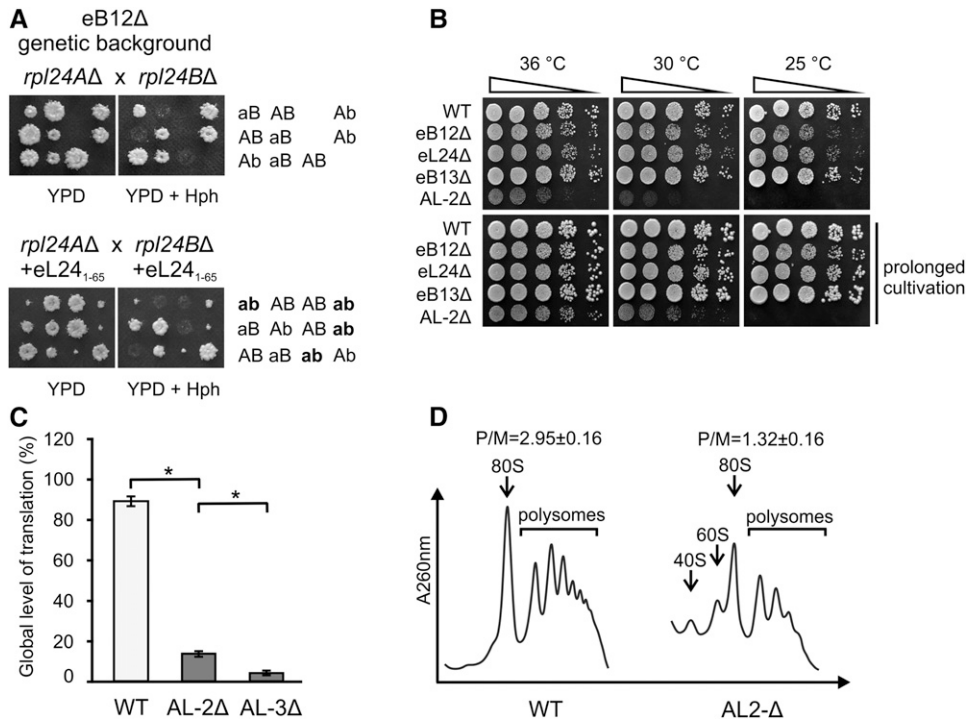 A
eB12Δ
genetic background
rpl24AΔ x rpl24BΔ
aB AB Ab
AB aB Ab
Ab aB AB
YPD YPD + Hph
rpl24AΔ x rpl24BΔ
+eL24₁₋₆₅ +eL24₁₋₆₅
ab AB AB ab
aB Ab AB ab
AB aB ab Ab
YPD YPD + Hph
B
36 °C 30 °C 25 °C
WT
eB12Δ
eL24Δ
eB13Δ
AL-2Δ
WT
eB12Δ
eL24Δ
eB13Δ
AL-2Δ
prolonged
cultivation
C
Global level of translation (%)
120
100
80
60
40
20
0
* *
WT AL-2Δ AL-3Δ
D
P/M=2.95±0.16 P/M=1.32±0.16
80S 80S
polysomes polysomes
60S
40S
A260nm
WT AL2-Δ